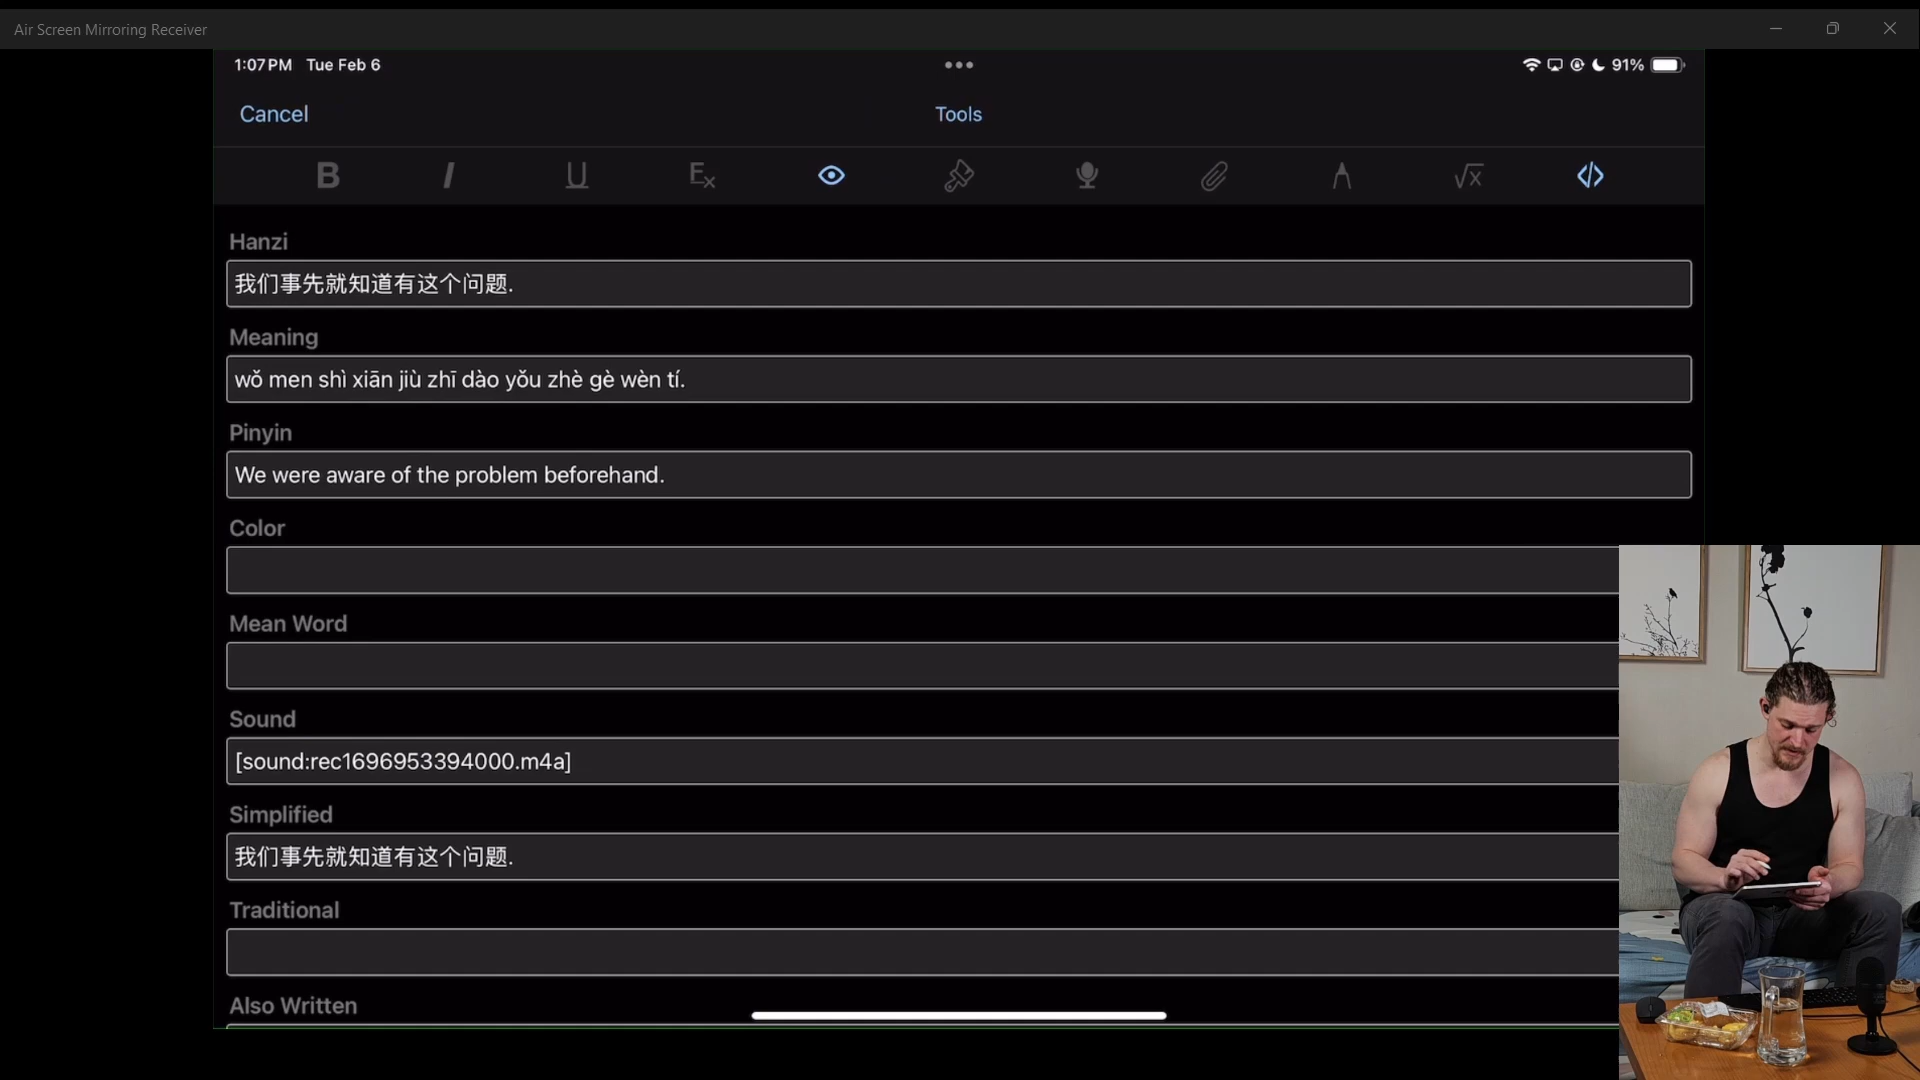 Air Screen Mirroring Receiver
1:07 PM Tue Feb 6
91%
Cancel
Tools
B I U Ex √x </>
Hanzi
我们事先就知道有这个问题.
Meaning
wǒ men shì xiān jiù zhī dào yǒu zhè gè wèn tí.
Pinyin
We were aware of the problem beforehand.
Color
Mean Word
Sound
[sound:rec1696953394000.m4a]
Simplified
我们事先就知道有这个问题.
Traditional
Also Written